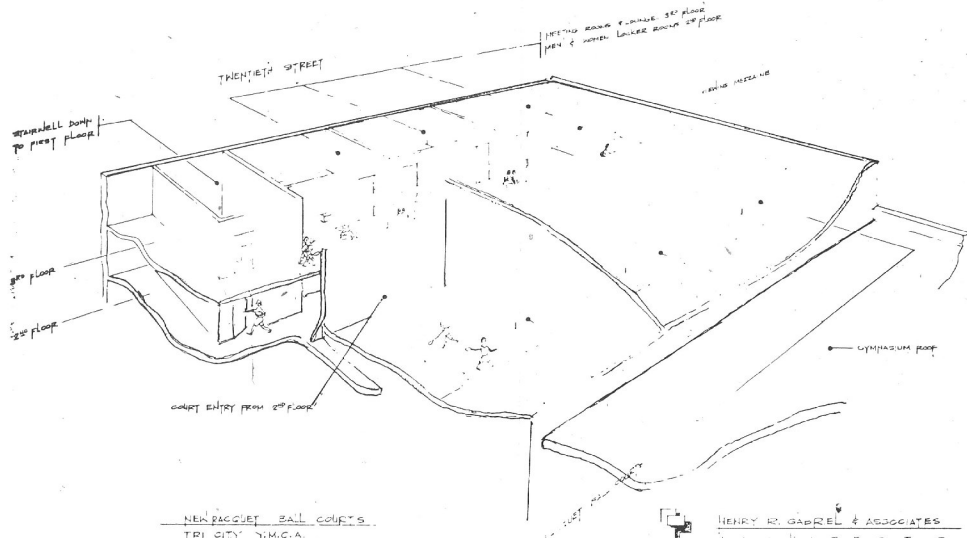 MEETING ROOMS & LOUNGE 3RD FLOOR
MEN & WOMEN LOCKER ROOMS 2ND FLOOR
TWENTIETH STREET
VIEWING MEZZANINE
STAIRWELL DOWN
TO FIRST FLOOR
3RD FLOOR
2ND FLOOR
GYMNASIUM ROOF
COURT ENTRY FROM 2ND FLOOR
NEW RACQUET BALL COURTS
TRI CITY Y.M.C.A.
HENRY R. GABREL & ASSOCIATES